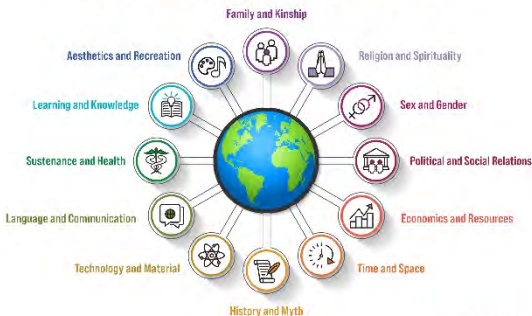 Family and Kinship
Aesthetics and Recreation
Religion and Spirituality
Learning and Knowledge
Sex and Gender
Sustenance and Health
Political and Social Relations
Language and Communication
Economics and Resources
Technology and Material
Time and Space
History and Myth